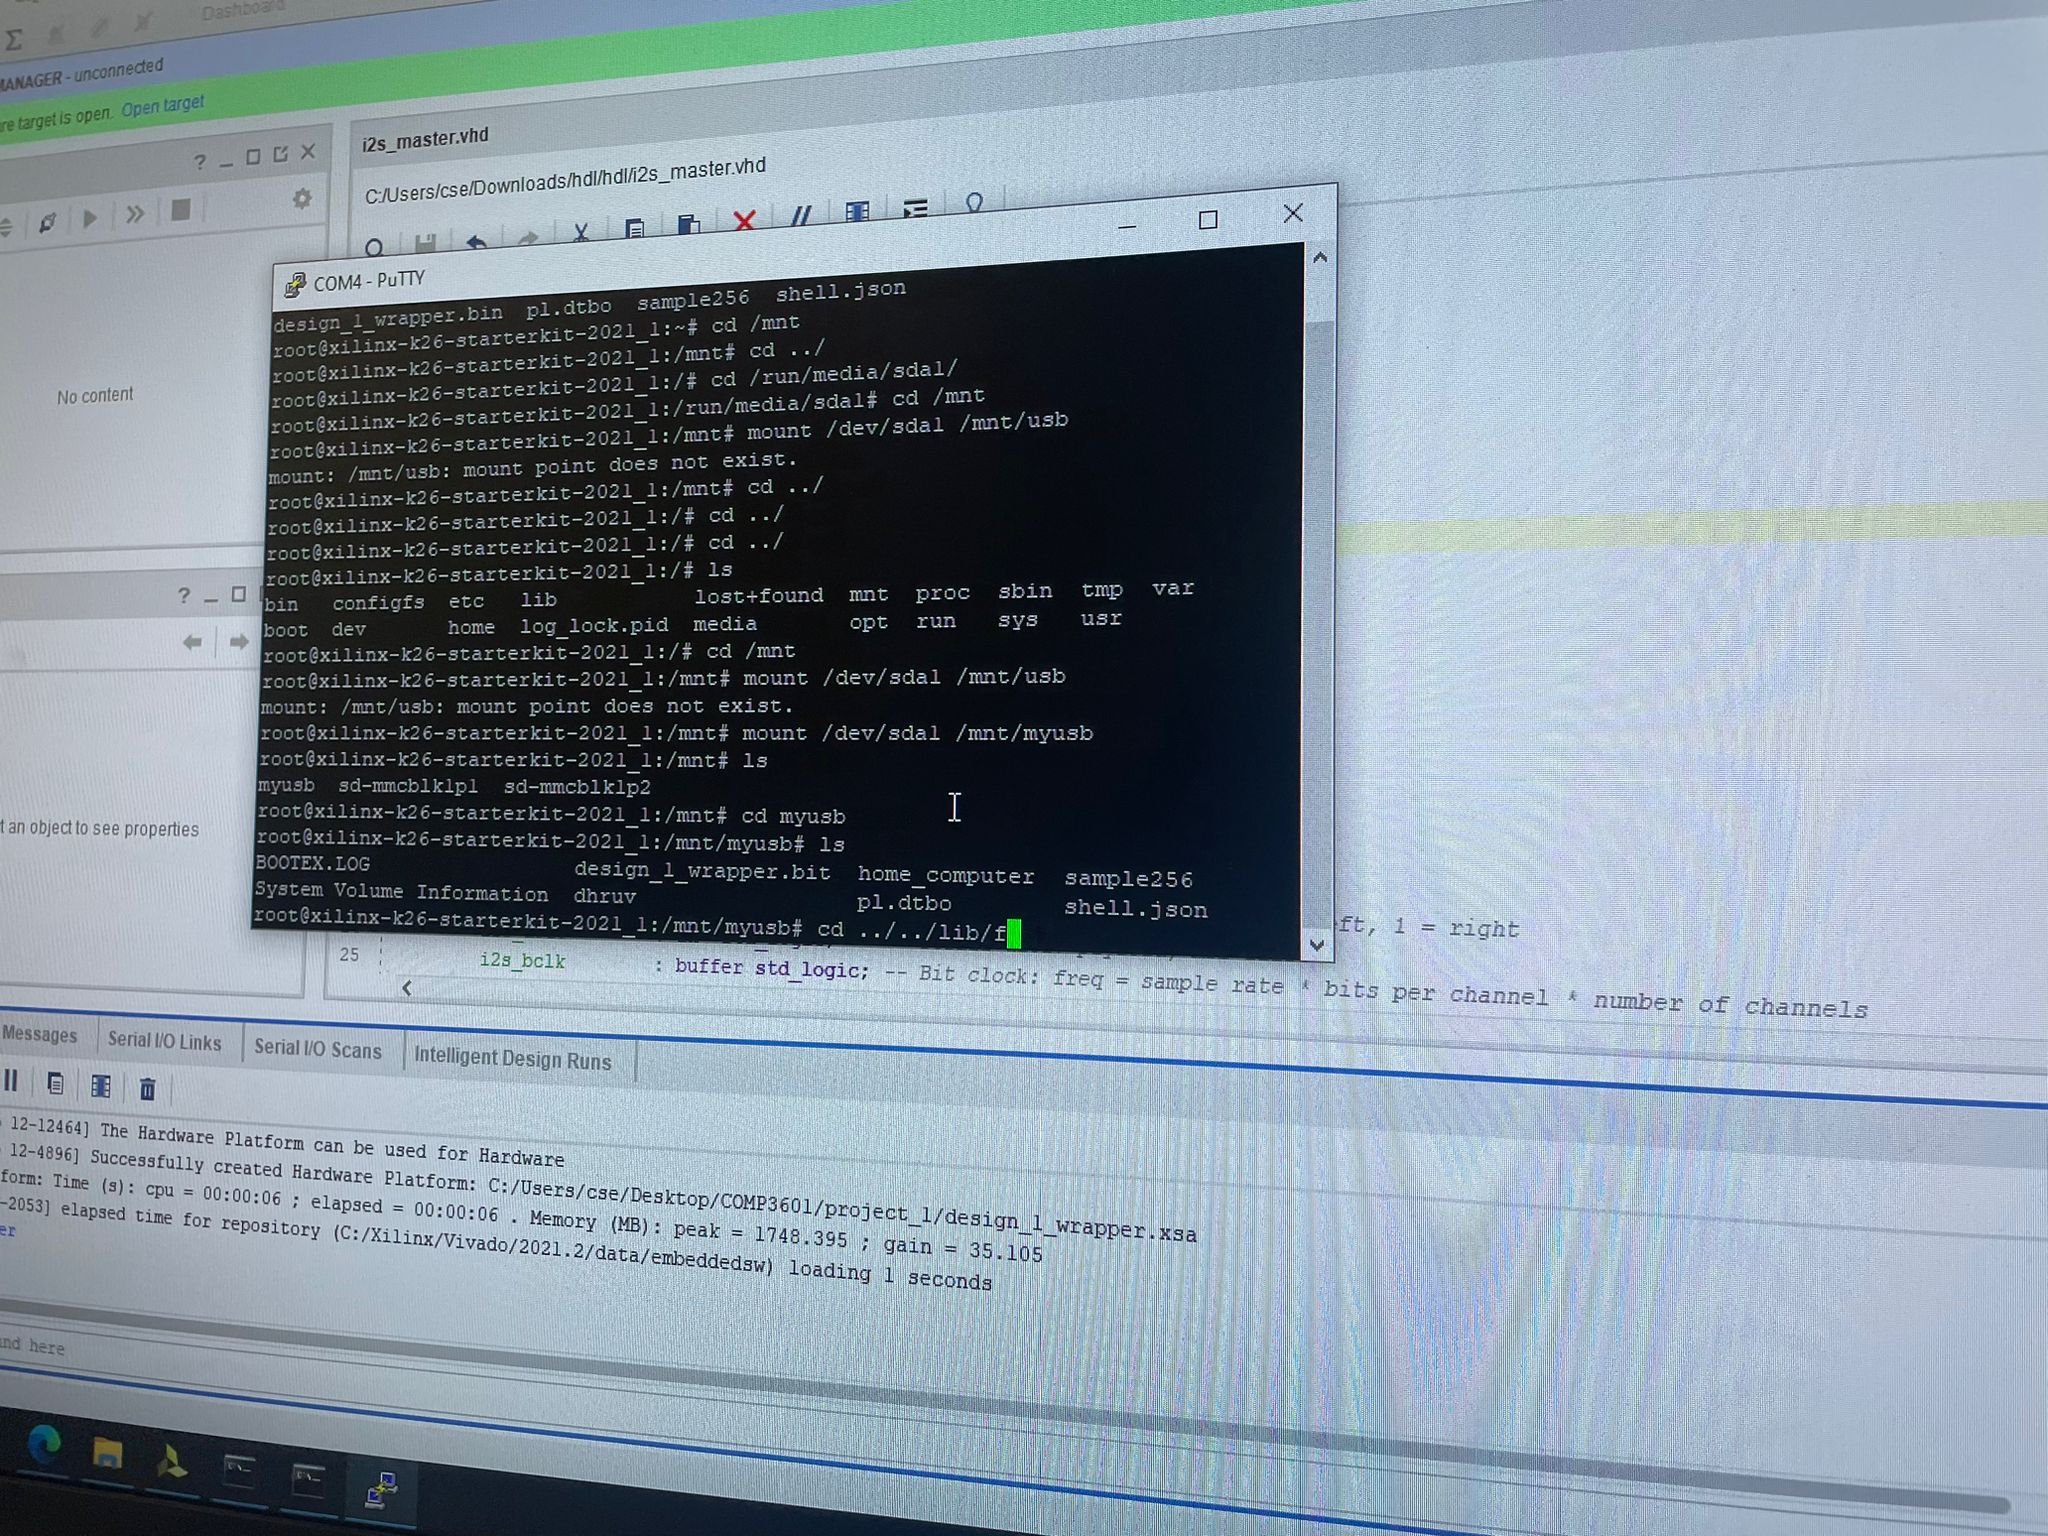 Dashboard
MANAGER - unconnected
target is open. Open target
i2s_master.vhd
C:/Users/cse/Downloads/hdl/hdl/i2s_master.vhd
No content
COM4 - PuTTY
design_1_wrapper.bin pl.dtbo sample256 shell.json
root@xilinx-k26-starterkit-2021_1:~# cd /mnt
root@xilinx-k26-starterkit-2021_1:/mnt# cd ../
root@xilinx-k26-starterkit-2021_1:/# cd /run/media/sda1/
root@xilinx-k26-starterkit-2021_1:/run/media/sda1# cd /mnt
root@xilinx-k26-starterkit-2021_1:/mnt# mount /dev/sda1 /mnt/usb
mount: /mnt/usb: mount point does not exist.
root@xilinx-k26-starterkit-2021_1:/mnt# cd ../
root@xilinx-k26-starterkit-2021_1:/# cd ../
root@xilinx-k26-starterkit-2021_1:/# cd ../
root@xilinx-k26-starterkit-2021_1:/# ls
bin configfs etc lib lost+found mnt proc sbin tmp var
boot dev home log_lock.pid media opt run sys usr
root@xilinx-k26-starterkit-2021_1:/# cd /mnt
root@xilinx-k26-starterkit-2021_1:/mnt# mount /dev/sda1 /mnt/usb
mount: /mnt/usb: mount point does not exist.
root@xilinx-k26-starterkit-2021_1:/mnt# mount /dev/sda1 /mnt/myusb
root@xilinx-k26-starterkit-2021_1:/mnt# ls
myusb sd-mmcblk1p1 sd-mmcblk1p2
root@xilinx-k26-starterkit-2021_1:/mnt# cd myusb
root@xilinx-k26-starterkit-2021_1:/mnt/myusb# ls
BOOTEX.LOG design_1_wrapper.bit home_computer sample256
System Volume Information dhruv pl.dtbo shell.json
root@xilinx-k26-starterkit-2021_1:/mnt/myusb# cd ../../lib/f
t an object to see properties
ft, 1 = right
25 i2s_bclk : buffer std_logic; -- Bit clock: freq = sample rate * bits per channel * number of channels
Messages Serial I/O Links Serial I/O Scans Intelligent Design Runs
12-12464] The Hardware Platform can be used for Hardware
12-4896] Successfully created Hardware Platform: C:/Users/cse/Desktop/COMP3601/project_1/design_1_wrapper.xsa
form: Time (s): cpu = 00:00:06 ; elapsed = 00:00:06 . Memory (MB): peak = 1748.395 ; gain = 35.105
-2053] elapsed time for repository (C:/Xilinx/Vivado/2021.2/data/embeddedsw) loading 1 seconds
er
nd here